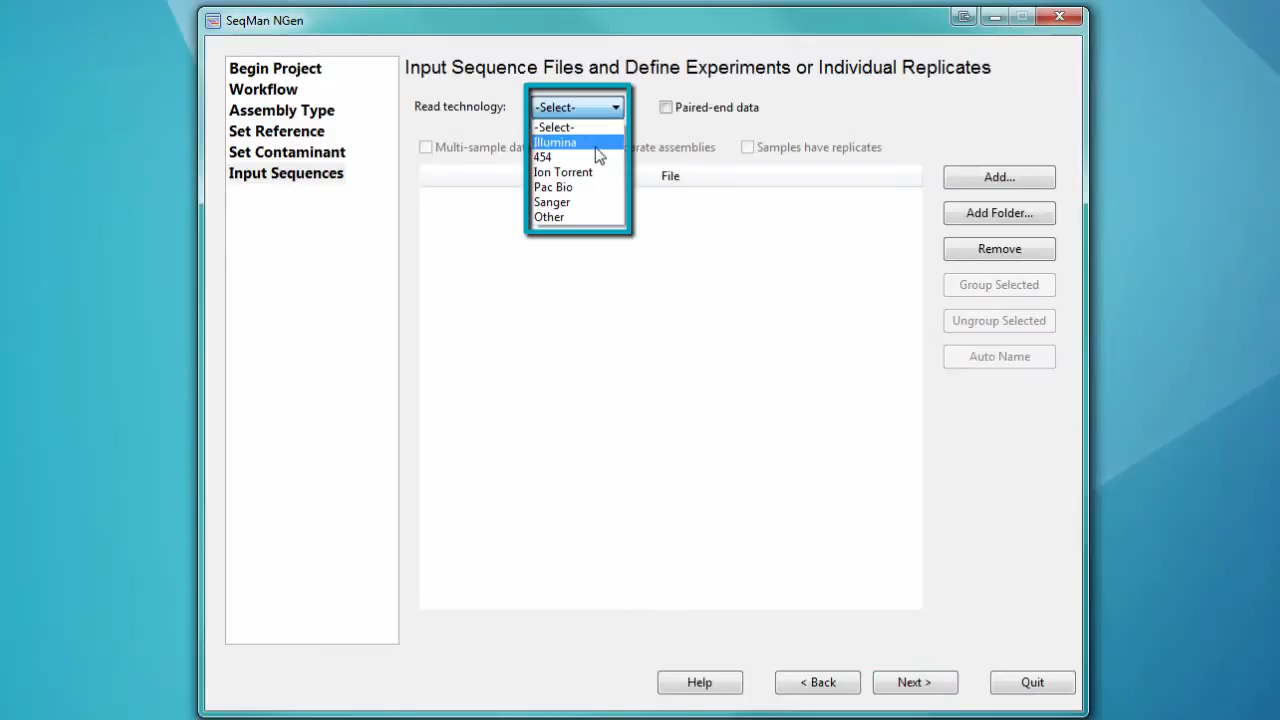 SeqMan NGen
Begin Project
Workflow
Assembly Type
Set Reference
Set Contaminant
Input Sequences
Input Sequence Files and Define Experiments or Individual Replicates
Read technology:
-Select-
Paired-end data
-Select-
Illumina
454
Ion Torrent
Pac Bio
Sanger
Other
Multi-sample
assemblies
Samples have replicates
File
Add...
Add Folder...
Remove
Group Selected
Ungroup Selected
Auto Name
Help
< Back
Next >
Quit